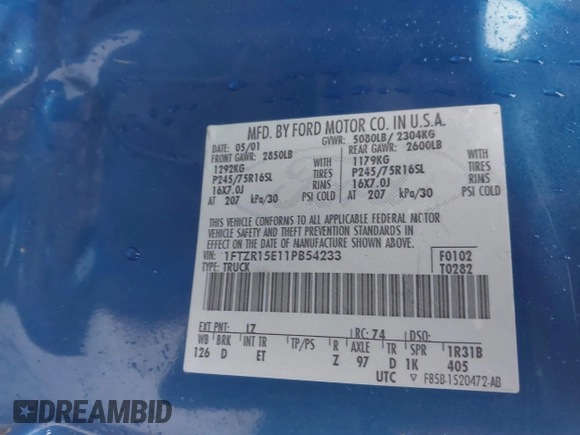 MFD. BY FORD MOTOR CO. IN U.S.A.
DATE: 05/01 GVWR: 5080LB/ 2304KG
FRONT GAWR: 2850LB REAR GAWR: 2600LB
1292KG 1179KG
P245/75R16SL TIRES P245/75R16SL TIRES
16X7.0J RIMS 16X7.0J RIMS
AT 207 kPa/30 PSI COLD AT 207 kPa/30 PSI COLD
THIS VEHICLE CONFORMS TO ALL APPLICABLE FEDERAL MOTOR
VEHICLE SAFETY AND THEFT PREVENTION STANDARDS IN EFFECT
ON THE DATE OF MANUFACTURE SHOWN ABOVE.
VIN: 1FTZR15E11PB54233 F0102
TYPE: TRUCK T0282
EXT PNT: LZ RC: 74 DSO:
WB BRK INT TR TP/PS R AXLE TR SPR 1R31B
126 D ET Z 97 D 1K 405
UTC ▽ F85B-1520472-AB
DREAMBID